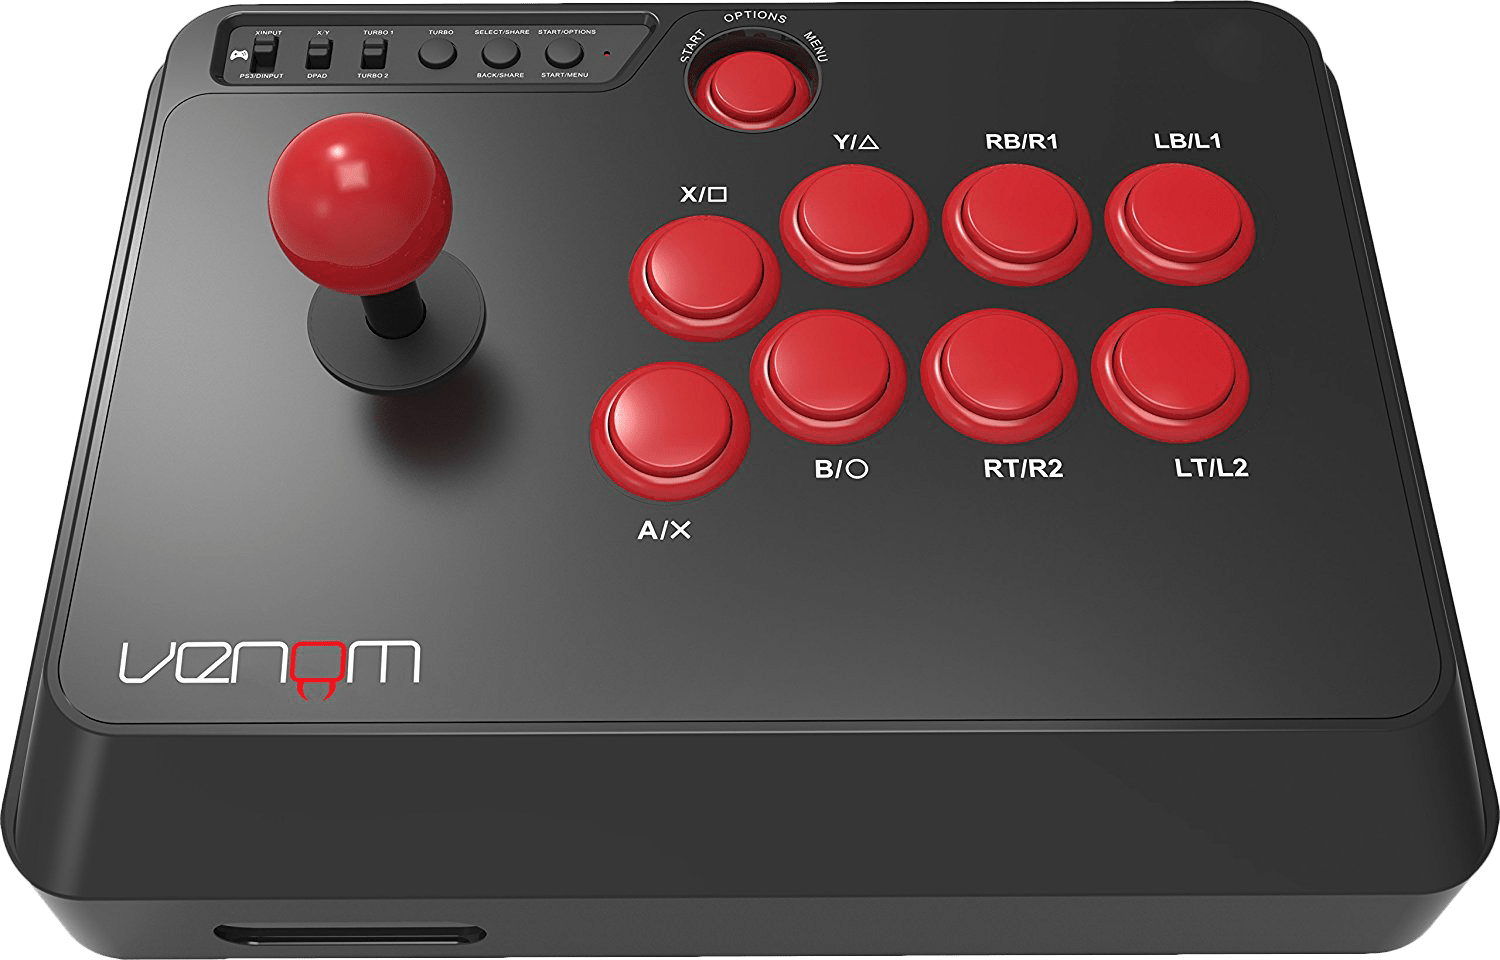 XINPUT
X/Y
TURBO 1
TURBO
SELECT/SHARE
START/OPTIONS
PS3/DINPUT
DPAD
TURBO 2
BACK/SHARE
START/MENU
START
OPTIONS
MENU
Y/△
RB/R1
LB/L1
X/□
B/○
RT/R2
LT/L2
A/✕
venom